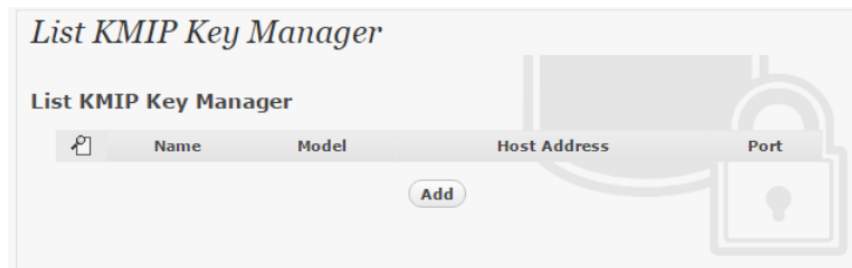 List KMIP Key Manager
List KMIP Key Manager
Name Model Host Address Port
Add